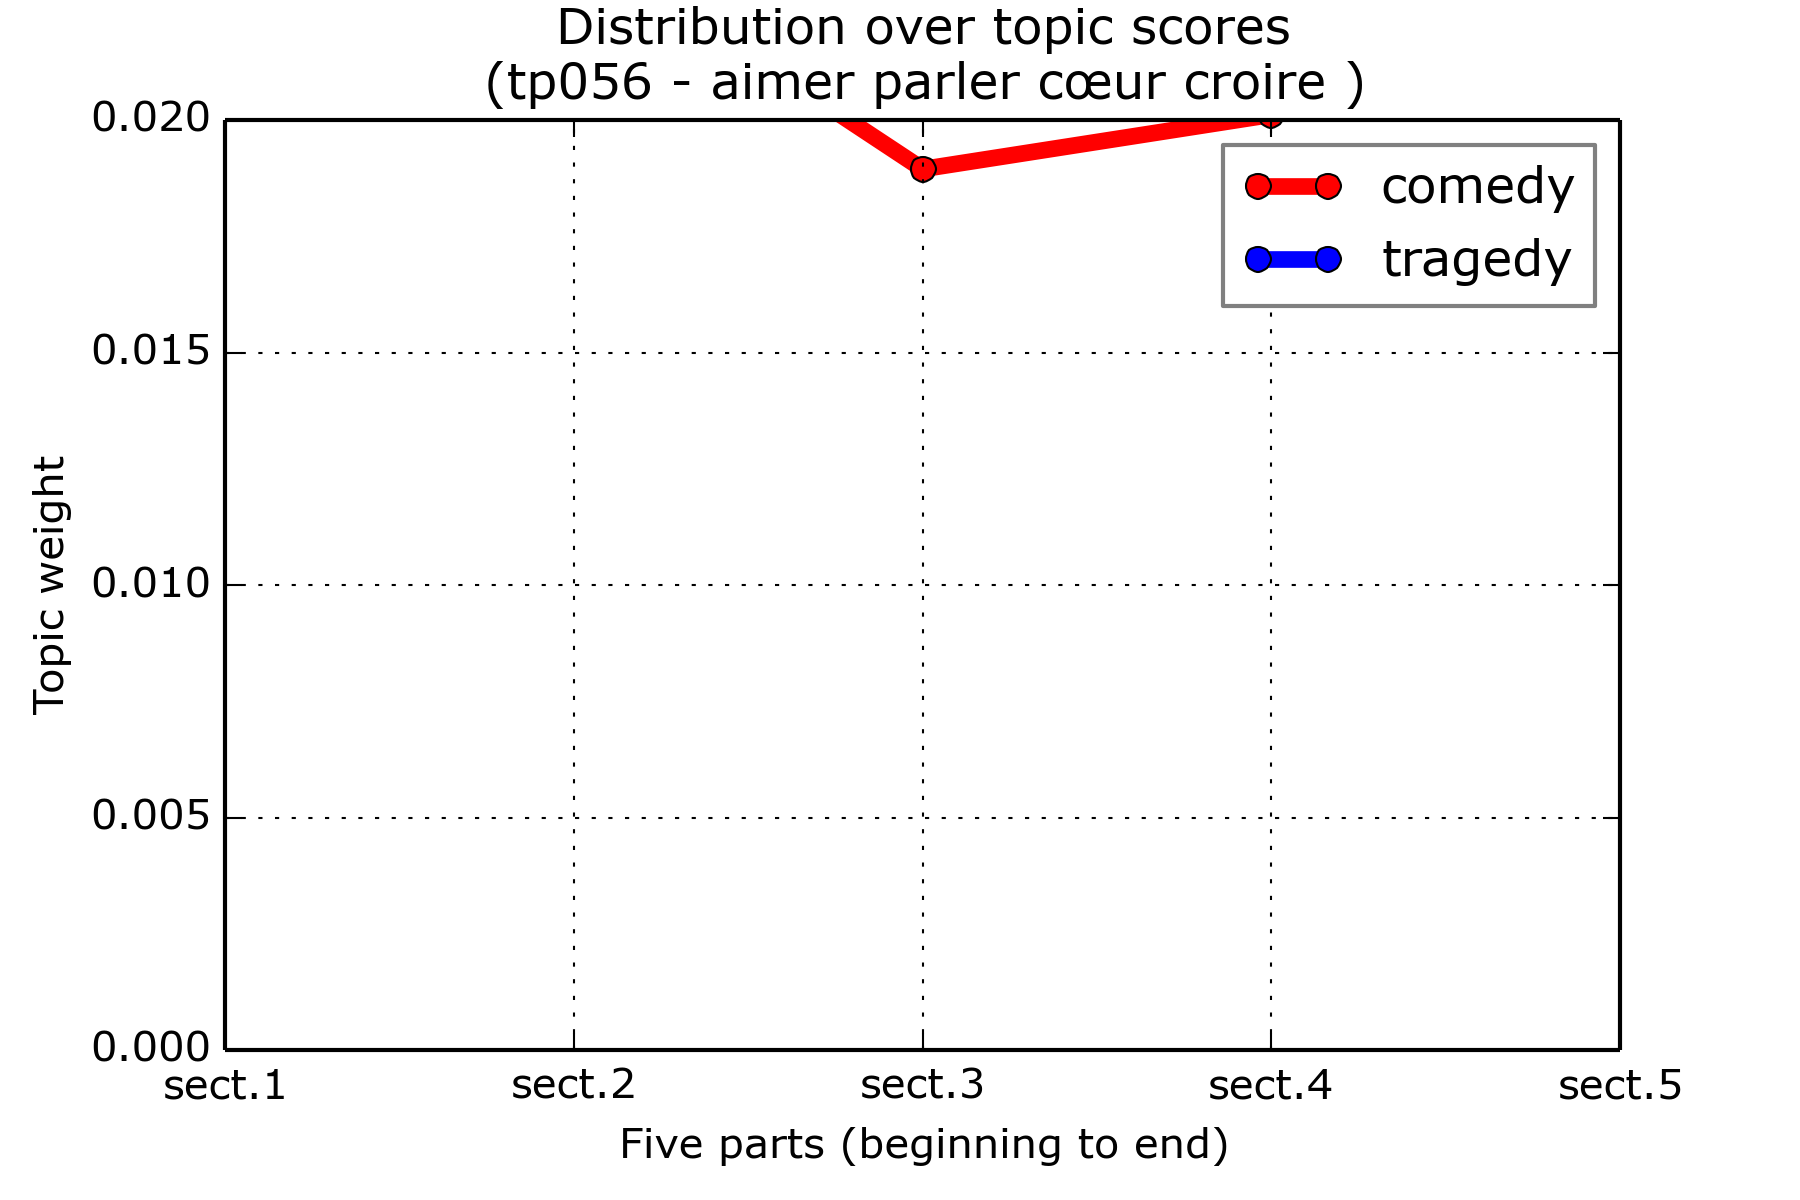 Distribution over topic scores
(tp056 - aimer parler cœur croire )
0.020
0.015
0.010
0.005
0.000
Topic weight
comedy
tragedy
sect.1 sect.2 sect.3 sect.4 sect.5
Five parts (beginning to end)